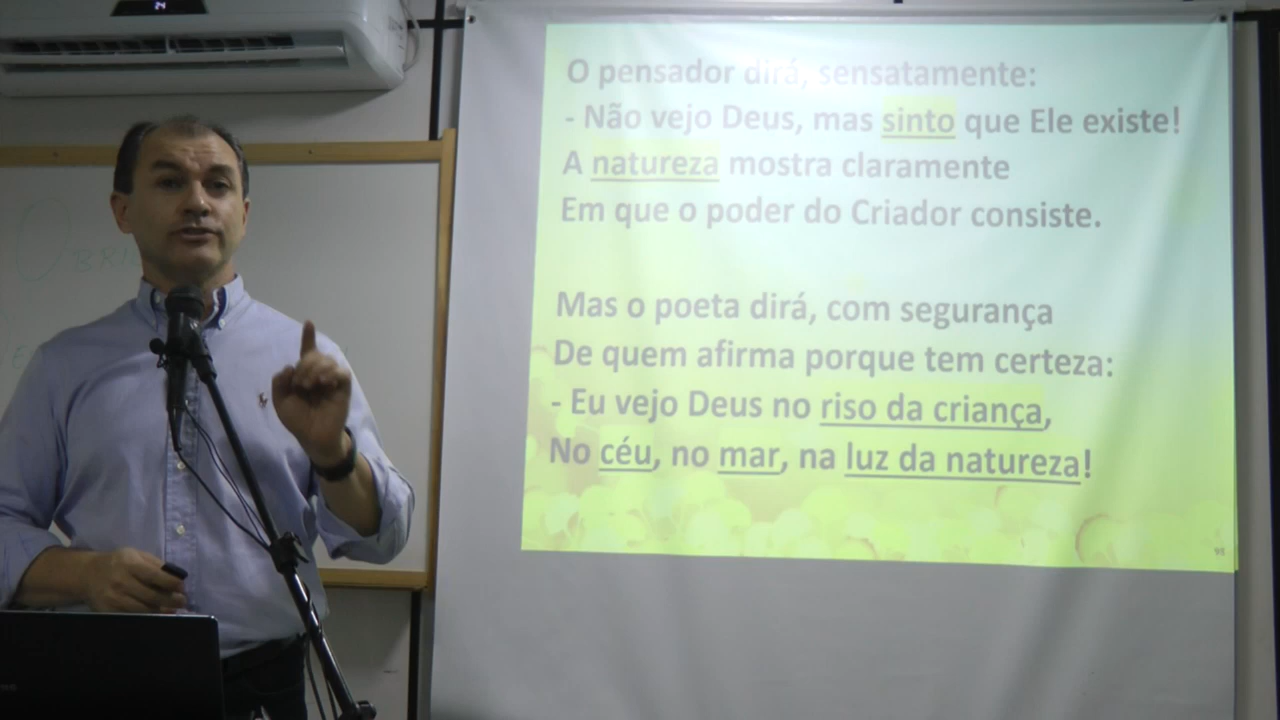 24
O pensador dirá, sensatamente:
- Não vejo Deus, mas sinto que Ele existe!
A natureza mostra claramente
Em que o poder do Criador consiste.
Mas o poeta dirá, com segurança
De quem afirma porque tem certeza:
- Eu vejo Deus no riso da criança,
No céu, no mar, na luz da natureza!